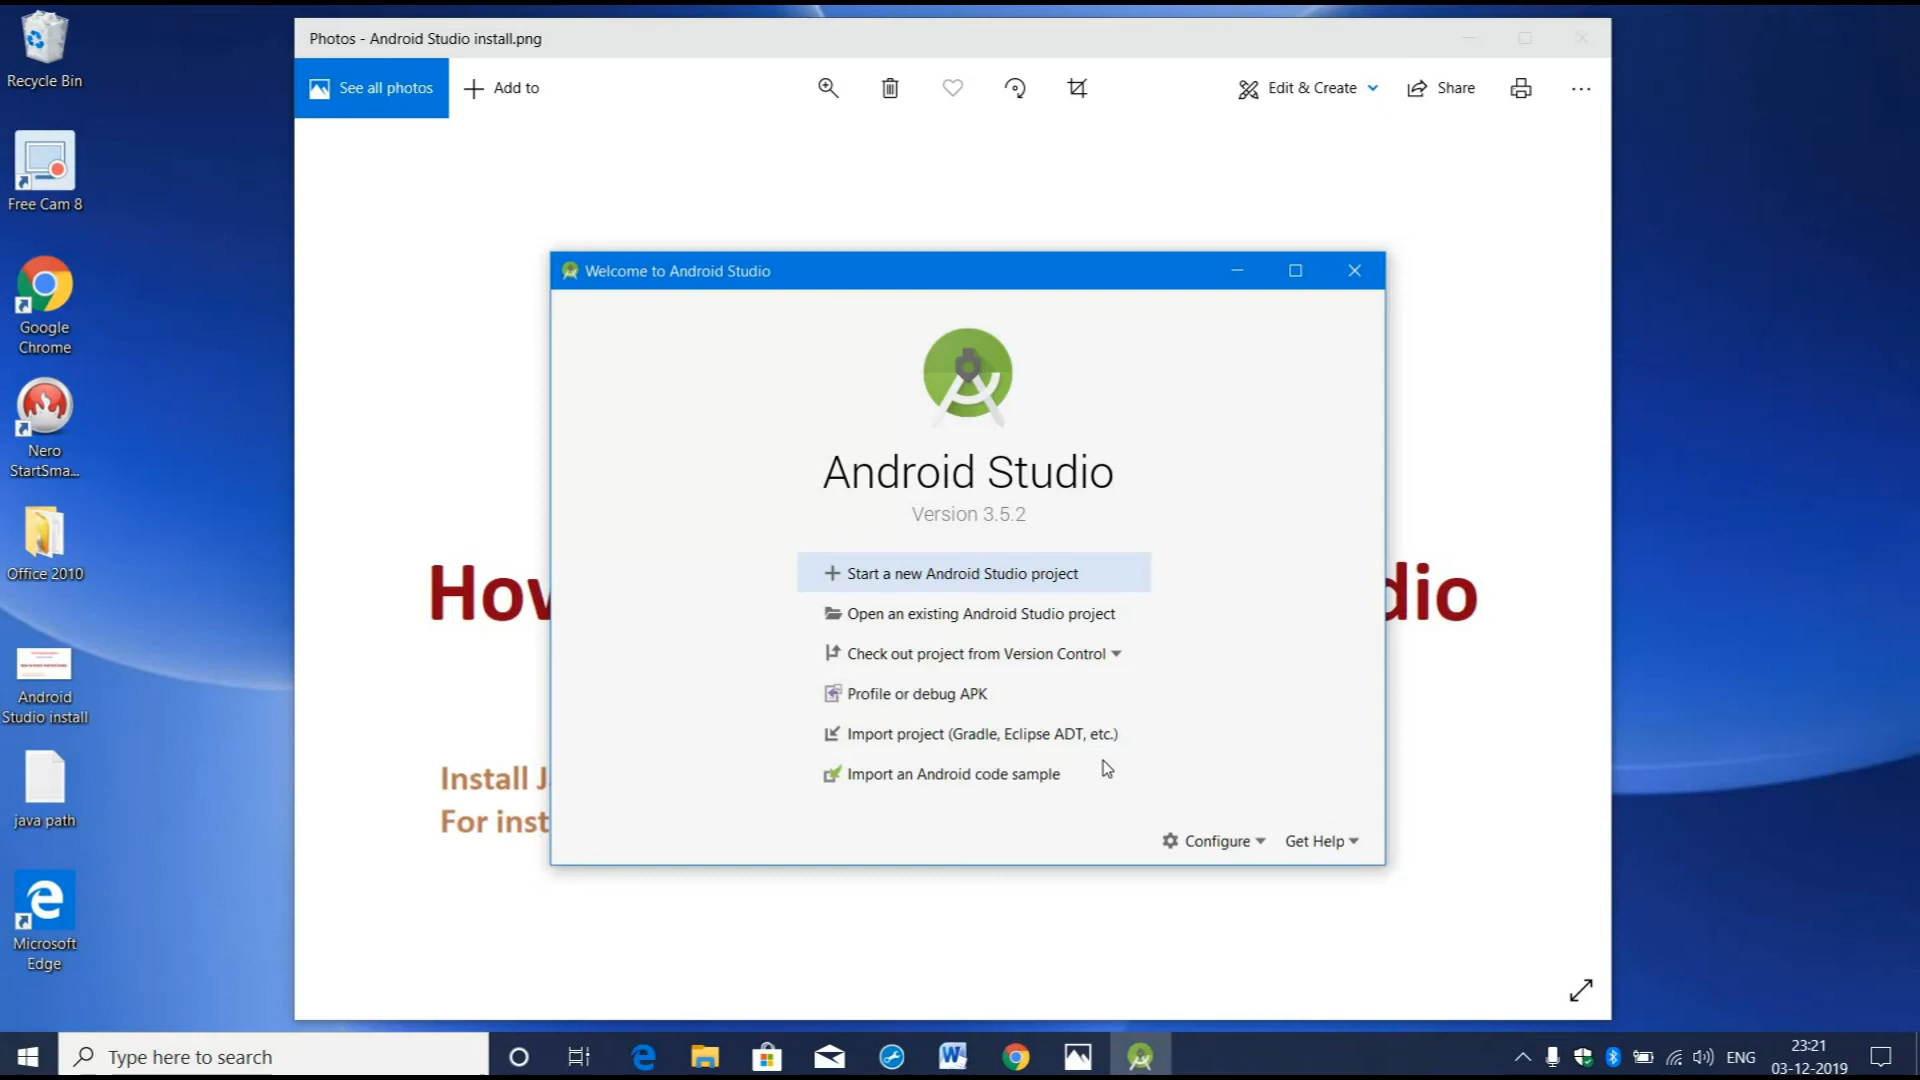 Recycle Bin
Free Cam 8
Google
Chrome
Nero
StartSma...
Office 2010
Android
Studio install
java path
Microsoft
Edge
Photos - Android Studio install.png
See all photos
Add to
Edit & Create
Share
Welcome to Android Studio
Android Studio
Version 3.5.2
Start a new Android Studio project
Open an existing Android Studio project
Check out project from Version Control
Profile or debug APK
Import project (Gradle, Eclipse ADT, etc.)
Import an Android code sample
Configure
Get Help
Install
For inst
Type here to search
ENG
23:21
03-12-2019